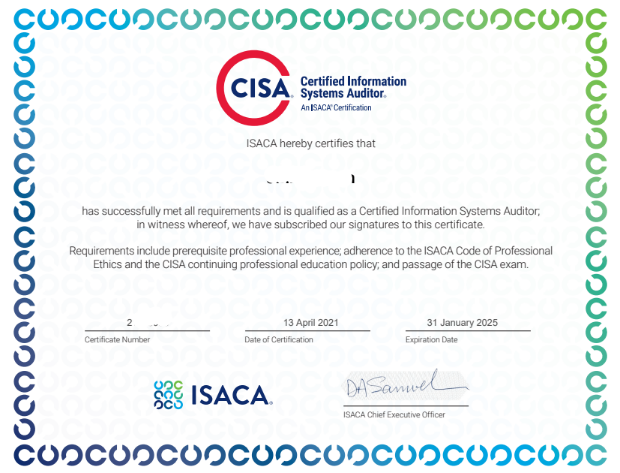 CISA®
Certified Information
Systems Auditor®
An ISACA® Certification
ISACA hereby certifies that
has successfully met all requirements and is qualified as a Certified Information Systems Auditor;
in witness whereof, we have subscribed our signatures to this certificate.
Requirements include prerequisite professional experience; adherence to the ISACA Code of Professional
Ethics and the CISA continuing professional education policy; and passage of the CISA exam.
2
13 April 2021
31 January 2025
Certificate Number
Date of Certification
Expiration Date
ISACA®
DASamuel
ISACA Chief Executive Officer